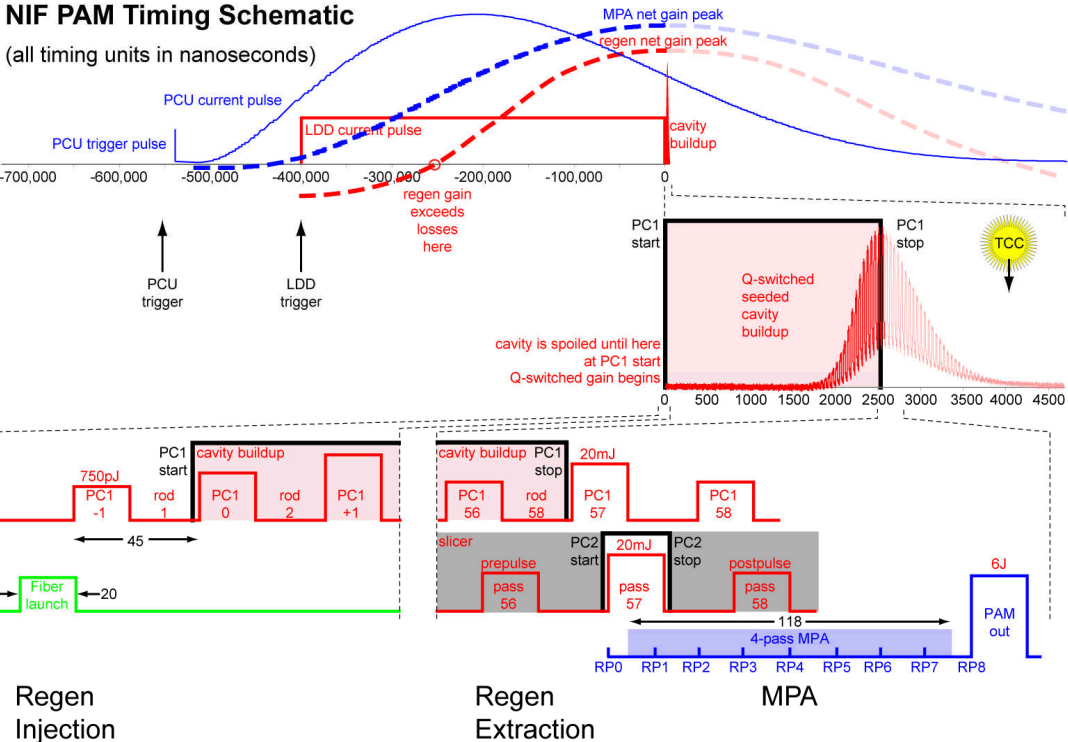 NIF PAM Timing Schematic
(all timing units in nanoseconds)
MPA net gain peak
regen net gain peak
PCU current pulse
PCU trigger pulse
LDD current pulse
cavity
buildup
-700,000 -600,000 -500,000 -400,000 -300,000 -200,000 -100,000 0
regen gain
exceeds
losses
here
PCU
trigger
LDD
trigger
PC1
start
PC1
stop
TCC
Q-switched
seeded
cavity
buildup
cavity is spoiled until here
at PC1 start
Q-switched gain begins
0 500 1000 1500 2000 2500 3000 3500 4000 4500
750pJ
PC1
-1
rod
1
PC1
start
cavity buildup
PC1
0
rod
2
PC1
+1
45
Fiber
launch
20
cavity buildup
PC1
stop
20mJ
PC1
56
rod
58
PC1
57
PC1
58
slicer
prepulse
pass
56
PC2
start
20mJ
pass
57
PC2
stop
postpulse
pass
58
118
4-pass MPA
RP0 RP1 RP2 RP3 RP4 RP5 RP6 RP7 RP8
6J
PAM
out
Regen
Injection
Regen
Extraction
MPA